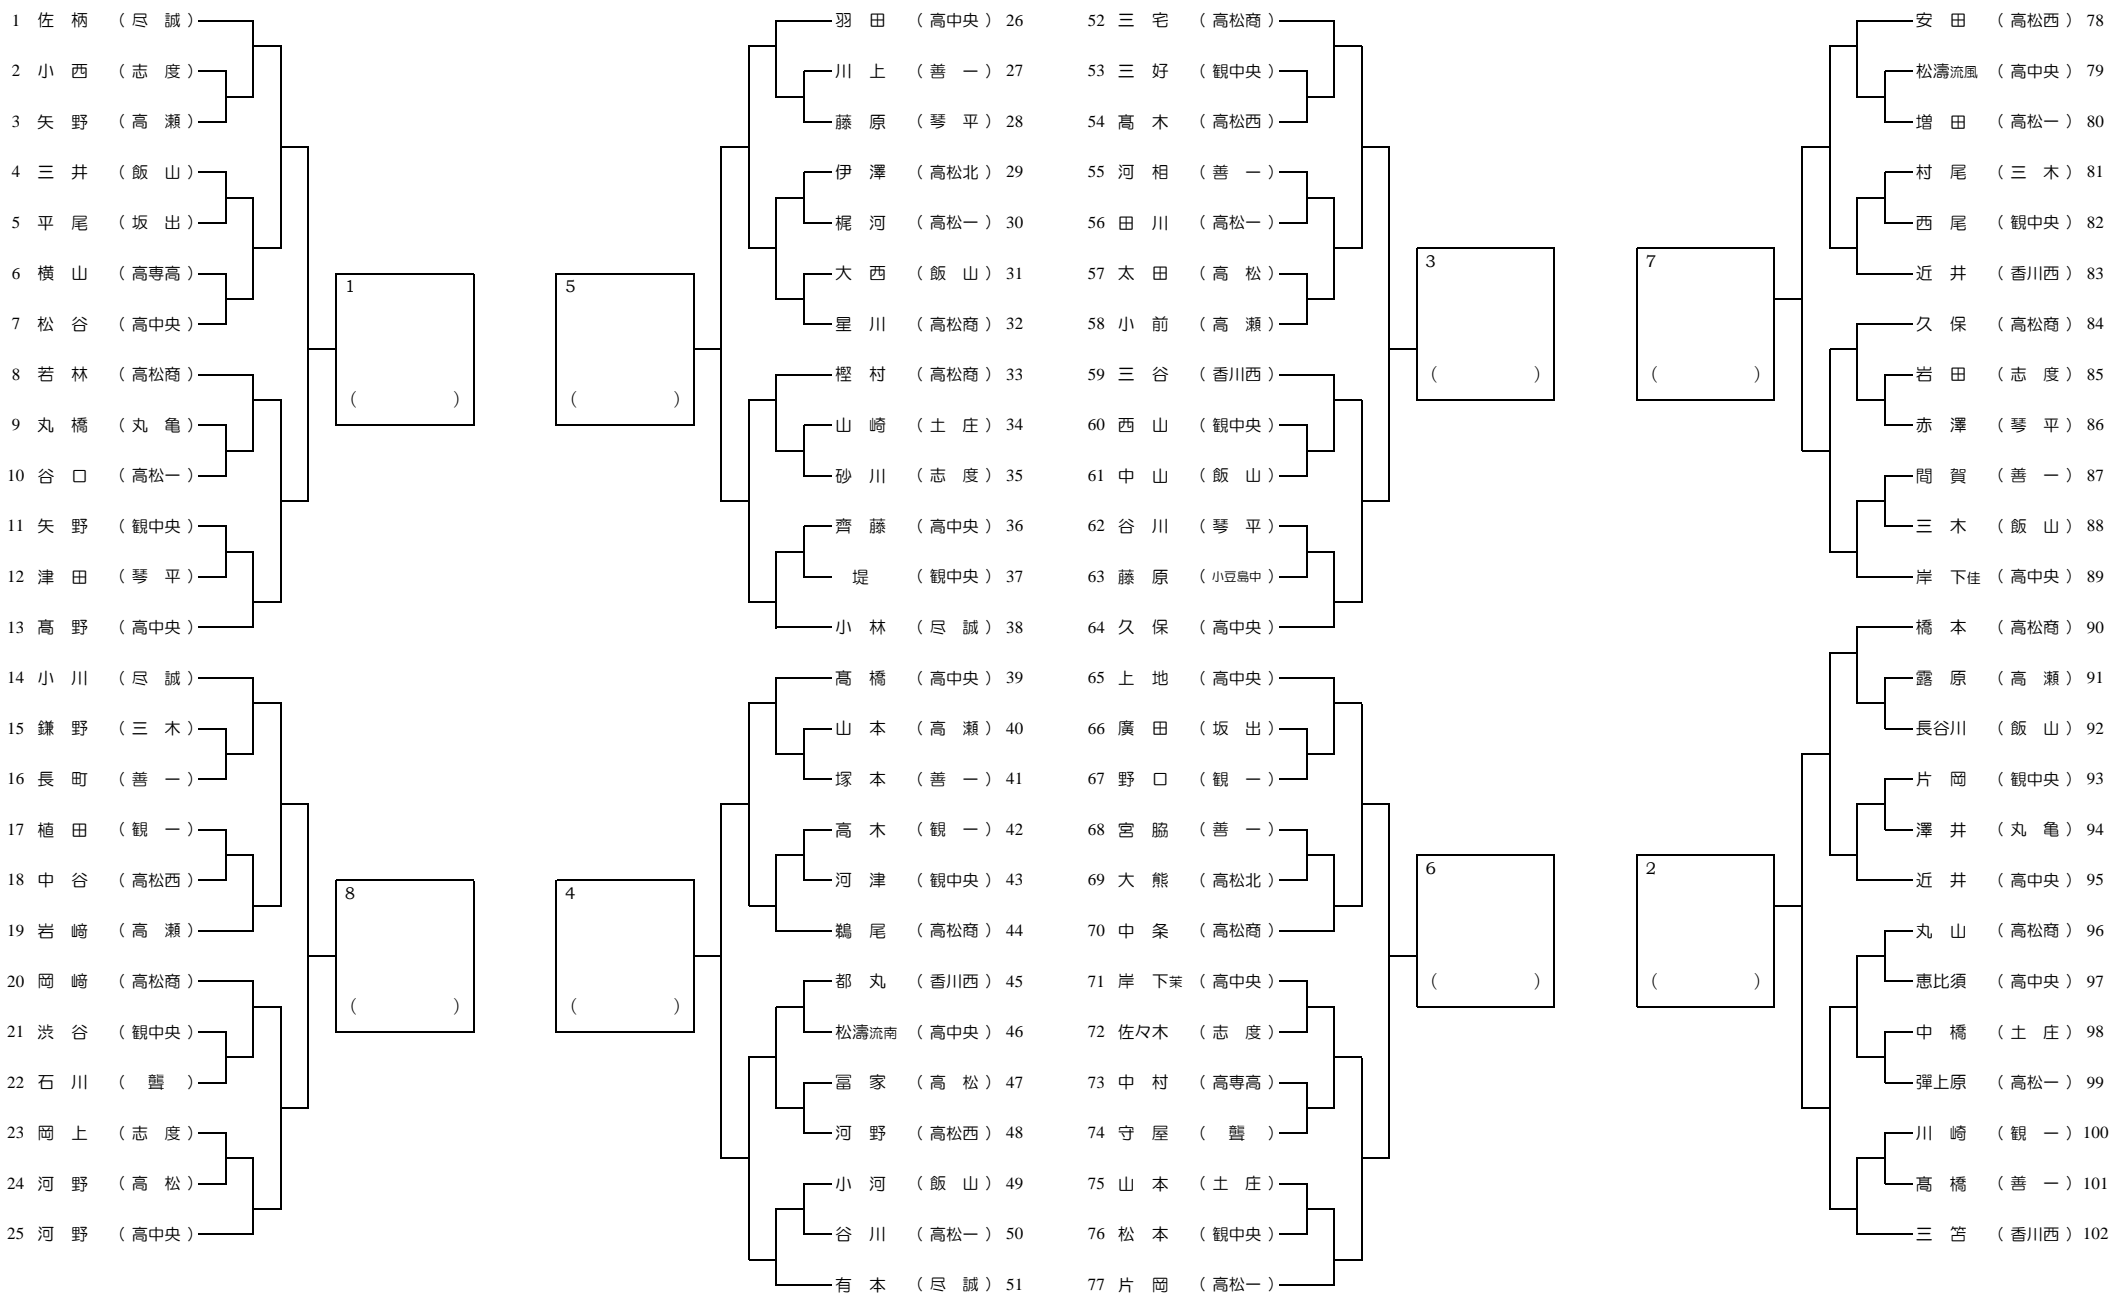 1 佐 柄 （ 尽 誠 ）
2 小 西 （ 志 度 ）
3 矢 野 （ 高 瀬 ）
4 三 井 （ 飯 山 ）
5 平 尾 （ 坂 出 ）
6 横 山 （ 高専高 ）
7 松 谷 （ 高中央 ）
8 若 林 （ 高松商 ）
9 丸 橋 （ 丸 亀 ）
10 谷 口 （ 高松一 ）
11 矢 野 （ 観中央 ）
12 津 田 （ 琴 平 ）
13 髙 野 （ 高中央 ）
1
（ ）
14 小 川 （ 尽 誠 ）
15 鎌 野 （ 三 木 ）
16 長 町 （ 善 一 ）
17 植 田 （ 観 一 ）
18 中 谷 （ 高松西 ）
19 岩 﨑 （ 高 瀬 ）
20 岡 﨑 （ 高松商 ）
21 渋 谷 （ 観中央 ）
22 石 川 （ 聾 ）
23 岡 上 （ 志 度 ）
24 河 野 （ 高 松 ）
25 河 野 （ 高中央 ）
8
（ ）
5
（ ）
羽 田 （ 高中央 ） 26
川 上 （ 善 一 ） 27
藤 原 （ 琴 平 ） 28
伊 澤 （ 高松北 ） 29
梶 河 （ 高松一 ） 30
大 西 （ 飯 山 ） 31
星 川 （ 高松商 ） 32
樫 村 （ 高松商 ） 33
山 崎 （ 土 庄 ） 34
砂 川 （ 志 度 ） 35
齊 藤 （ 高中央 ） 36
堤 （ 観中央 ） 37
小 林 （ 尽 誠 ） 38
4
（ ）
髙 橋 （ 高中央 ） 39
山 本 （ 高 瀬 ） 40
塚 本 （ 善 一 ） 41
高 木 （ 観 一 ） 42
河 津 （ 観中央 ） 43
鵜 尾 （ 高松商 ） 44
都 丸 （ 香川西 ） 45
松濤流南 （ 高中央 ） 46
冨 家 （ 高 松 ） 47
河 野 （ 高松西 ） 48
小 河 （ 飯 山 ） 49
谷 川 （ 高松一 ） 50
有 本 （ 尽 誠 ） 51
52 三 宅 （ 高松商 ）
53 三 好 （ 観中央 ）
54 髙 木 （ 高松西 ）
55 河 相 （ 善 一 ）
56 田 川 （ 高松一 ）
57 太 田 （ 高 松 ）
58 小 前 （ 高 瀬 ）
59 三 谷 （ 香川西 ）
60 西 山 （ 観中央 ）
61 中 山 （ 飯 山 ）
62 谷 川 （ 琴 平 ）
63 藤 原 （ 小豆島中 ）
64 久 保 （ 高中央 ）
3
（ ）
65 上 地 （ 高中央 ）
66 廣 田 （ 坂 出 ）
67 野 口 （ 観 一 ）
68 宮 脇 （ 善 一 ）
69 大 熊 （ 高松北 ）
70 中 条 （ 高松商 ）
71 岸 下茉 （ 高中央 ）
72 佐々木 （ 志 度 ）
73 中 村 （ 高専高 ）
74 守 屋 （ 聾 ）
75 山 本 （ 土 庄 ）
76 松 本 （ 観中央 ）
77 片 岡 （ 高松一 ）
6
（ ）
7
（ ）
安 田 （ 高松西 ） 78
松濤流風 （ 高中央 ） 79
増 田 （ 高松一 ） 80
村 尾 （ 三 木 ） 81
西 尾 （ 観中央 ） 82
近 井 （ 香川西 ） 83
久 保 （ 高松商 ） 84
岩 田 （ 志 度 ） 85
赤 澤 （ 琴 平 ） 86
間 賀 （ 善 一 ） 87
三 木 （ 飯 山 ） 88
岸 下佳 （ 高中央 ） 89
2
（ ）
橋 本 （ 高松商 ） 90
露 原 （ 高 瀬 ） 91
長谷川 （ 飯 山 ） 92
片 岡 （ 観中央 ） 93
澤 井 （ 丸 亀 ） 94
近 井 （ 高中央 ） 95
丸 山 （ 高松商 ） 96
恵比須 （ 高中央 ） 97
中 橋 （ 土 庄 ） 98
彈上原 （ 高松一 ） 99
川 崎 （ 観 一 ） 100
髙 橋 （ 善 一 ） 101
三 笘 （ 香川西 ） 102